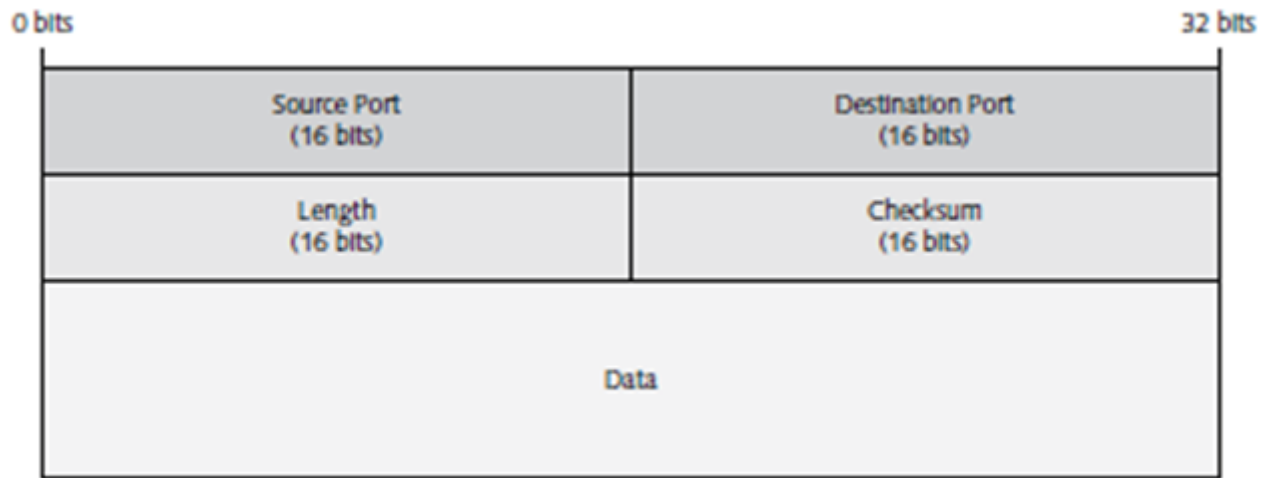 0 bits
32 bits
Source Port
(16 bits)
Destination Port
(16 bits)
Length
(16 bits)
Checksum
(16 bits)
Data